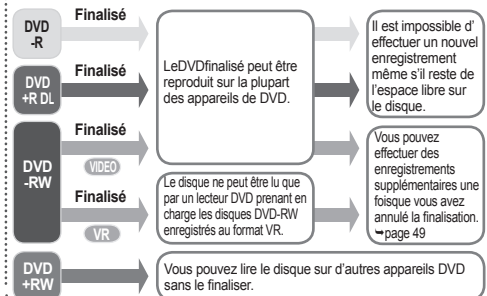 DVD
-R
Finalisé
DVD
+R DL
Finalisé
LeDVDfinalisé peut être
reproduit sur la plupart
des appareils de DVD.
Il est impossible d'
effectuer un nouvel
enregistrement
même s'il reste de
l'espace libre sur
le disque.
DVD
-RW
Finalisé
VIDEO
Finalisé
VR
Le disque ne peut être lu que
par un lecteur DVD prenant en
charge les disques DVD-RW
enregistrés au format VR.
Vous pouvez
effectuer des
enregistrements
supplémentaires une
foisque vous avez
annulé la finalisation.
➥page 49
DVD
+RW
Vous pouvez lire le disque sur d'autres appareils DVD
sans le finaliser.